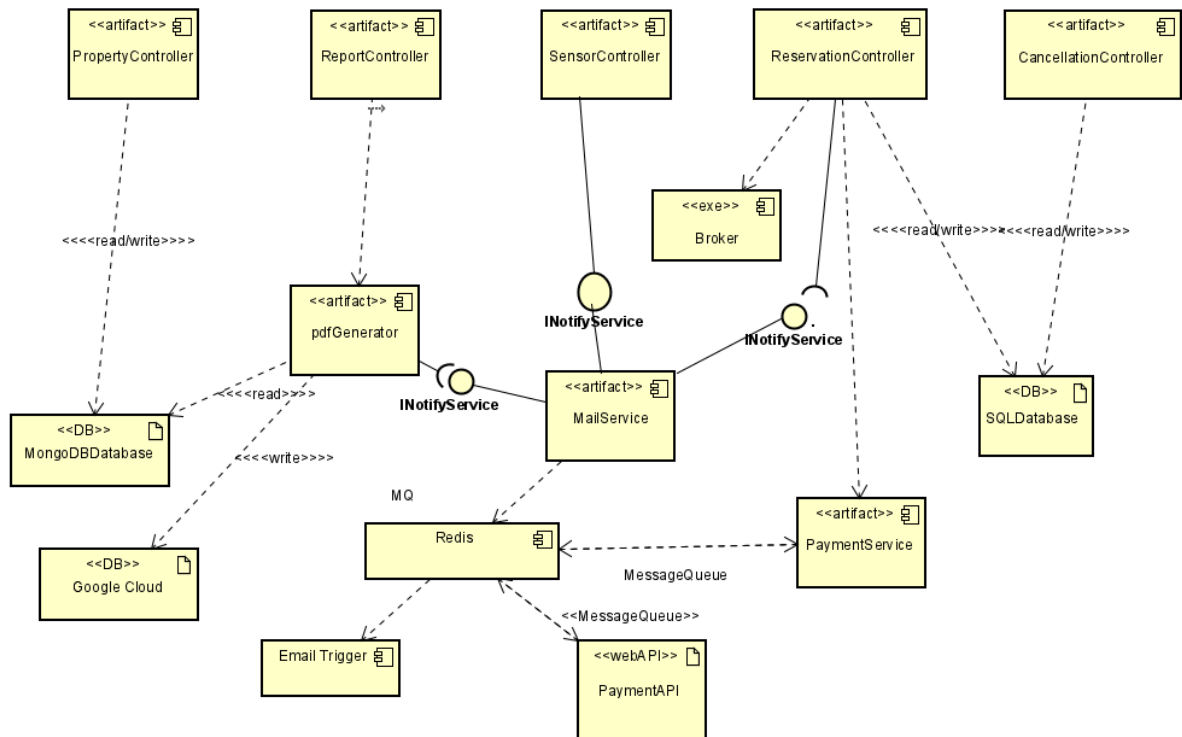 <<artifact>>
PropertyController
<<artifact>>
ReportController
<<artifact>>
SensorController
<<artifact>>
ReservationController
<<artifact>>
CancellationController
<<exe>>
Broker
<<<<read/write>>>>
<<<<read/write>>>>
<<<<read/write>>>>
<<artifact>>
pdfGenerator
INotifyService
INotifyService
.
<<artifact>>
MailService
INotifyService
<<<<read>>>>
<<DB>>
MongoDBDatabase
<<DB>>
SQLDatabase
<<<<write>>>>
MQ
Redis
<<artifact>>
PaymentService
<<DB>>
Google Cloud
MessageQueue
<<MessageQueue>>
Email Trigger
<<webAPI>>
PaymentAPI